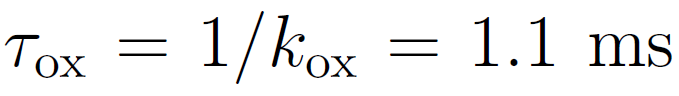 τ_ox = 1/k_ox = 1.1 ms